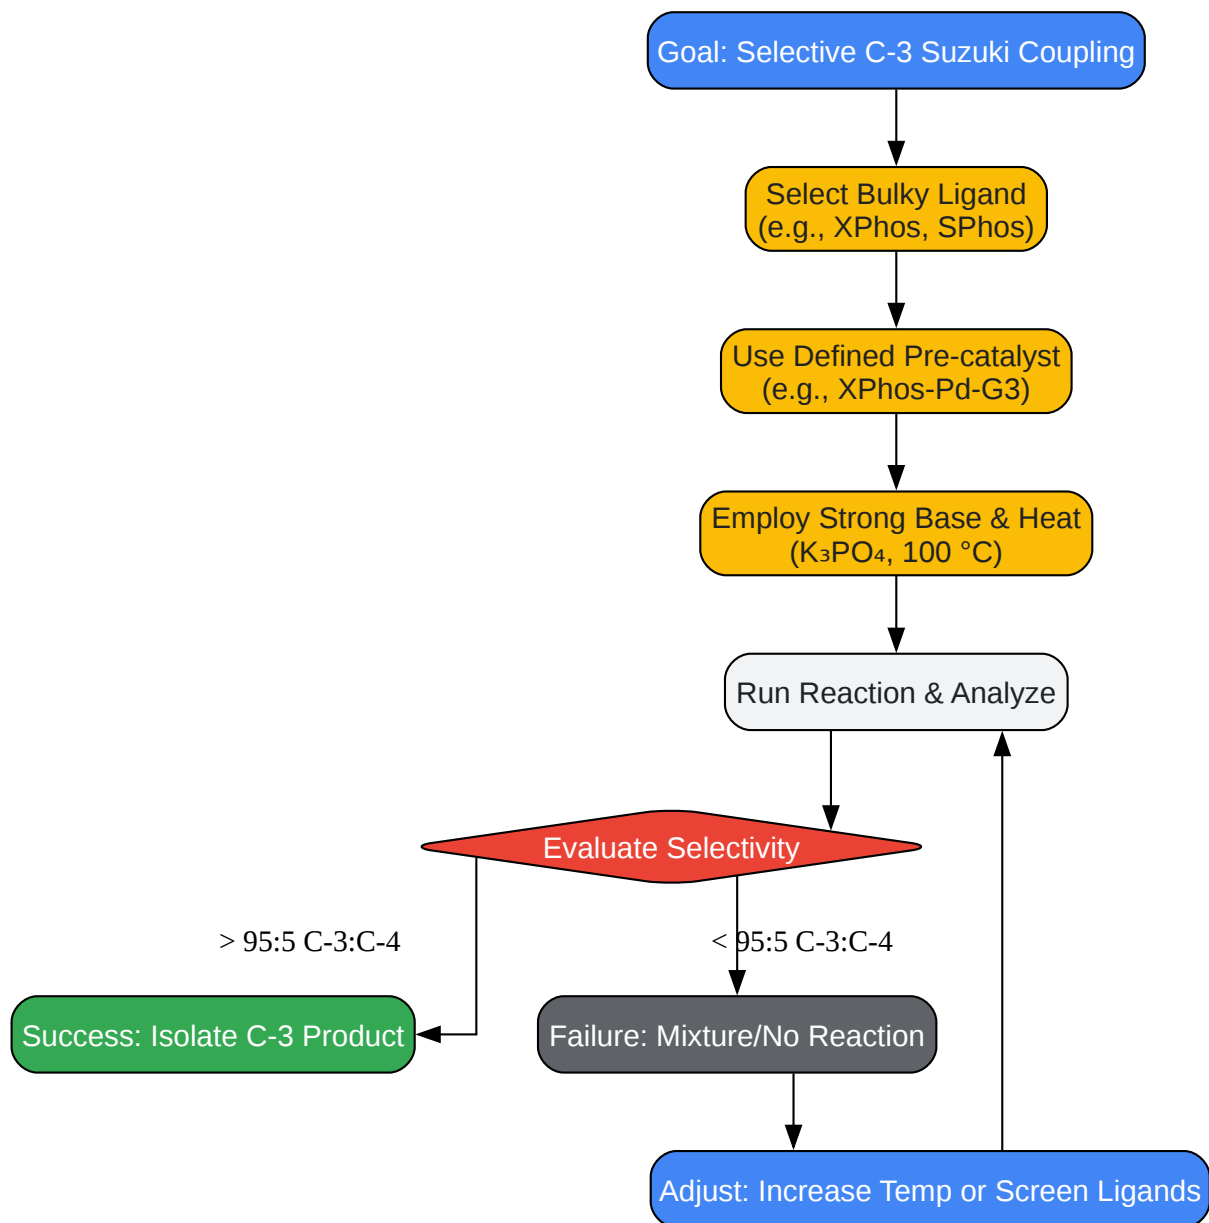 Goal: Selective C-3 Suzuki Coupling
Select Bulky Ligand
(e.g., XPhos, SPhos)
Use Defined Pre-catalyst
(e.g., XPhos-Pd-G3)
Employ Strong Base & Heat
(K₃PO₄, 100 °C)
Run Reaction & Analyze
Evaluate Selectivity
> 95:5 C-3:C-4
< 95:5 C-3:C-4
Success: Isolate C-3 Product
Failure: Mixture/No Reaction
Adjust: Increase Temp or Screen Ligands